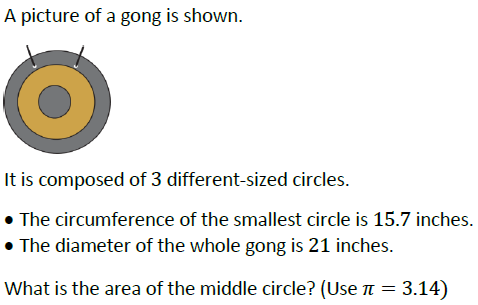 A picture of a gong is shown.
It is composed of 3 different-sized circles.
• The circumference of the smallest circle is 15.7 inches.
• The diameter of the whole gong is 21 inches.
What is the area of the middle circle? (Use π = 3.14)